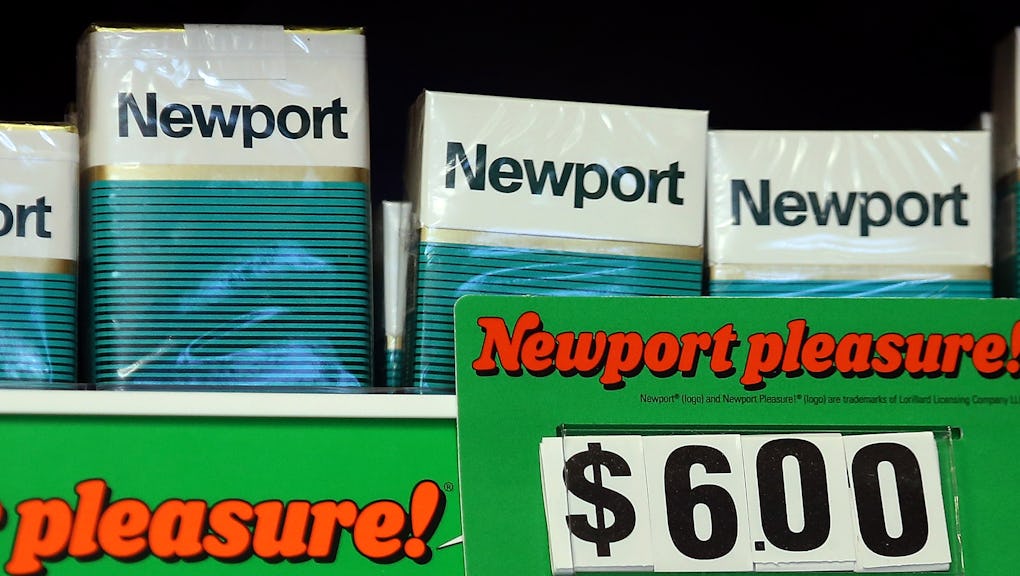 ort
Newport
Newport
Newport
Newport pleasure!
Newport® (logo) and Newport Pleasure!® (logo) are trademarks of Lorillard Licensing Company LL
$6.00
pleasure!®